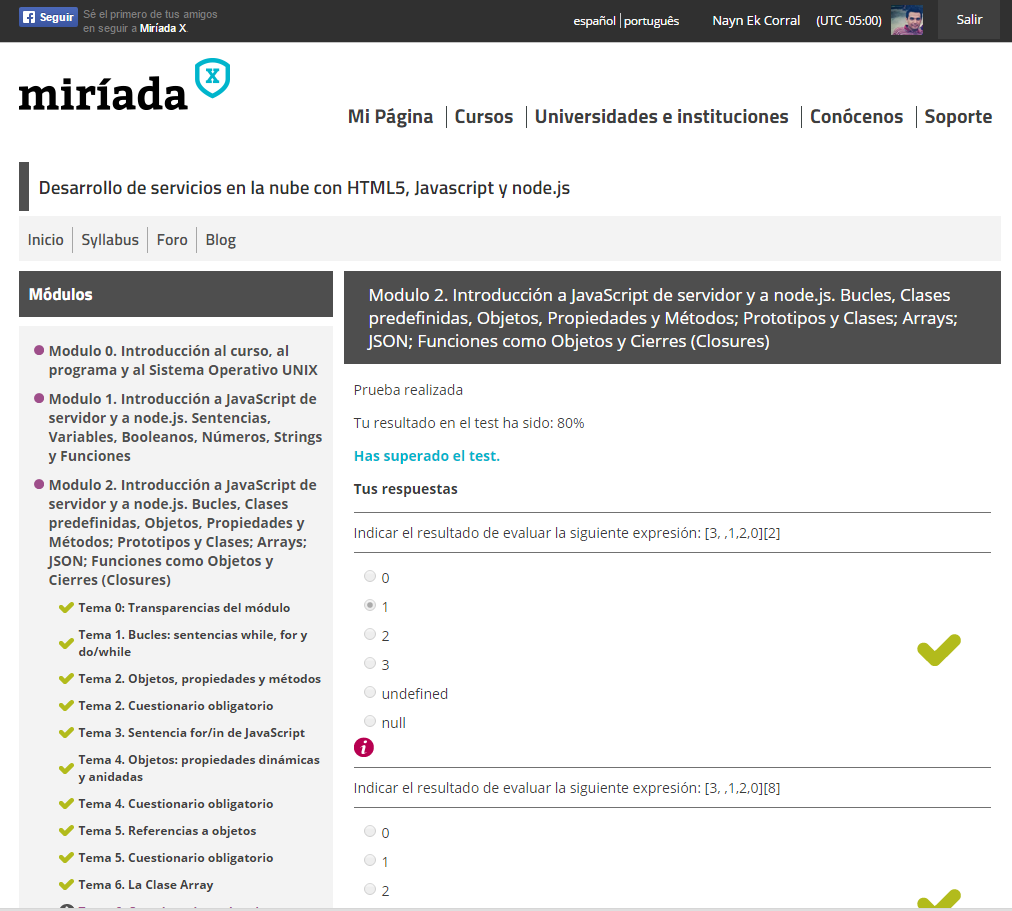 Seguir
Sé el primero de tus amigos
en seguir a Miríada X.
español | português
Nayn Ek Corral
(UTC -05:00)
Salir
miríada x
Mi Página | Cursos | Universidades e instituciones | Conócenos | Soporte
Desarrollo de servicios en la nube con HTML5, Javascript y node.js
Inicio | Syllabus | Foro | Blog
Módulos
Modulo 0. Introducción al curso, al
programa y al Sistema Operativo UNIX
Modulo 1. Introducción a JavaScript de
servidor y a node.js. Sentencias,
Variables, Booleanos, Números, Strings
y Funciones
Modulo 2. Introducción a JavaScript de
servidor y a node.js. Bucles, Clases
predefinidas, Objetos, Propiedades y
Métodos; Prototipos y Clases; Arrays;
JSON; Funciones como Objetos y
Cierres (Closures)
Tema 0: Transparencias del módulo
Tema 1. Bucles: sentencias while, for y
do/while
Tema 2. Objetos, propiedades y métodos
Tema 2. Cuestionario obligatorio
Tema 3. Sentencia for/in de JavaScript
Tema 4. Objetos: propiedades dinámicas
y anidadas
Tema 4. Cuestionario obligatorio
Tema 5. Referencias a objetos
Tema 5. Cuestionario obligatorio
Tema 6. La Clase Array
Modulo 2. Introducción a JavaScript de servidor y a node.js. Bucles, Clases
predefinidas, Objetos, Propiedades y Métodos; Prototipos y Clases; Arrays;
JSON; Funciones como Objetos y Cierres (Closures)
Prueba realizada
Tu resultado en el test ha sido: 80%
Has superado el test.
Tus respuestas
Indicar el resultado de evaluar la siguiente expresión: [3, ,1,2,0][2]
0
1
2
3
undefined
null
i
Indicar el resultado de evaluar la siguiente expresión: [3, ,1,2,0][8]
0
1
2